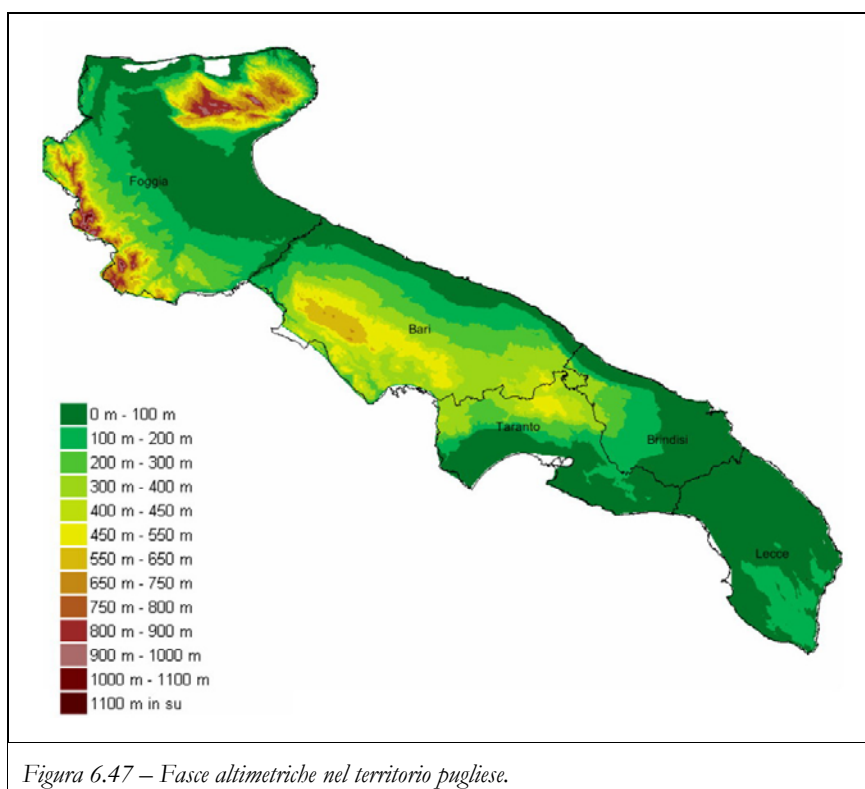 Foggia
Bari
Taranto
Brindisi
Lecce
0 m - 100 m
100 m - 200 m
200 m - 300 m
300 m - 400 m
400 m - 450 m
450 m - 550 m
550 m - 650 m
650 m - 750 m
750 m - 800 m
800 m - 900 m
900 m - 1000 m
1000 m - 1100 m
1100 m in su
Figura 6.47 – Fasce altimetriche nel territorio pugliese.